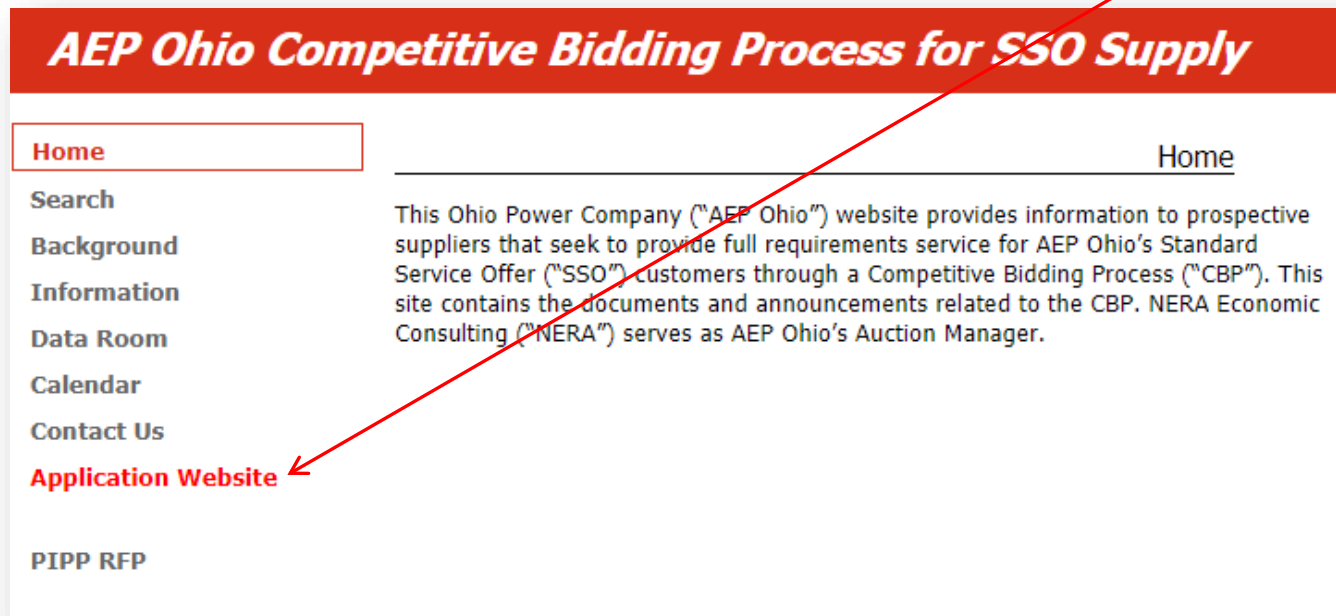 AEP Ohio Competitive Bidding Process for SSO Supply
Home
Search
Background
Information
Data Room
Calendar
Contact Us
Application Website
PIPP RFP
Home
This Ohio Power Company (“AEP Ohio”) website provides information to prospective
suppliers that seek to provide full requirements service for AEP Ohio’s Standard
Service Offer (“SSO”) customers through a Competitive Bidding Process (“CBP”). This
site contains the documents and announcements related to the CBP. NERA Economic
Consulting (“NERA”) serves as AEP Ohio’s Auction Manager.